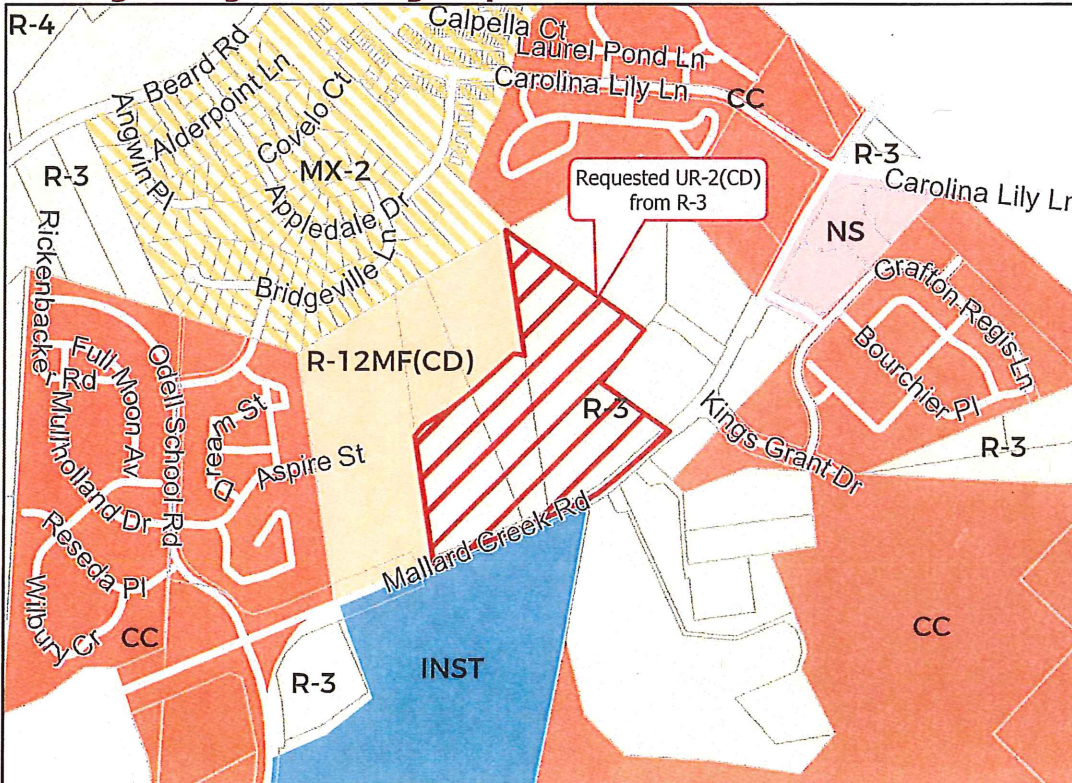 R-4
Calpella Ct
Laurel Pond Ln
Carolina Lily Ln
CC
Beard Rd
Alderpoint Ln
Covelo Ct
Angwin Pl
R-3
MX-2
Appledale Dr
Bridgeville Ln
R-3
Carolina Lily Ln
Requested UR-2(CD)
from R-3
NS
Grafton Regis Ln
Bourchier Pl
Rickenbacker Rd
Full Moon Av
Odell School Rd
Mullholland Dr
Dream St
Aspire St
R-12MF(CD)
R-3
Kings Grant Dr
R-3
Mallard Creek Rd
Reseda Pl
Wilbury Cr
CC
R-3
INST
CC